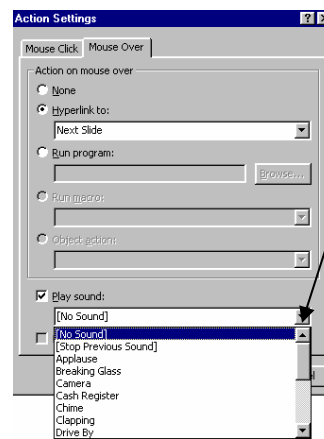 Action Settings
Mouse Click Mouse Over
Action on mouse over
None
Hyperlink to:
Next Slide
Run program:
Browse...
Run macro:
Object action:
Play sound:
[No Sound]
[No Sound]
[Stop Previous Sound]
Applause
Breaking Glass
Camera
Cash Register
Chime
Clapping
Drive By